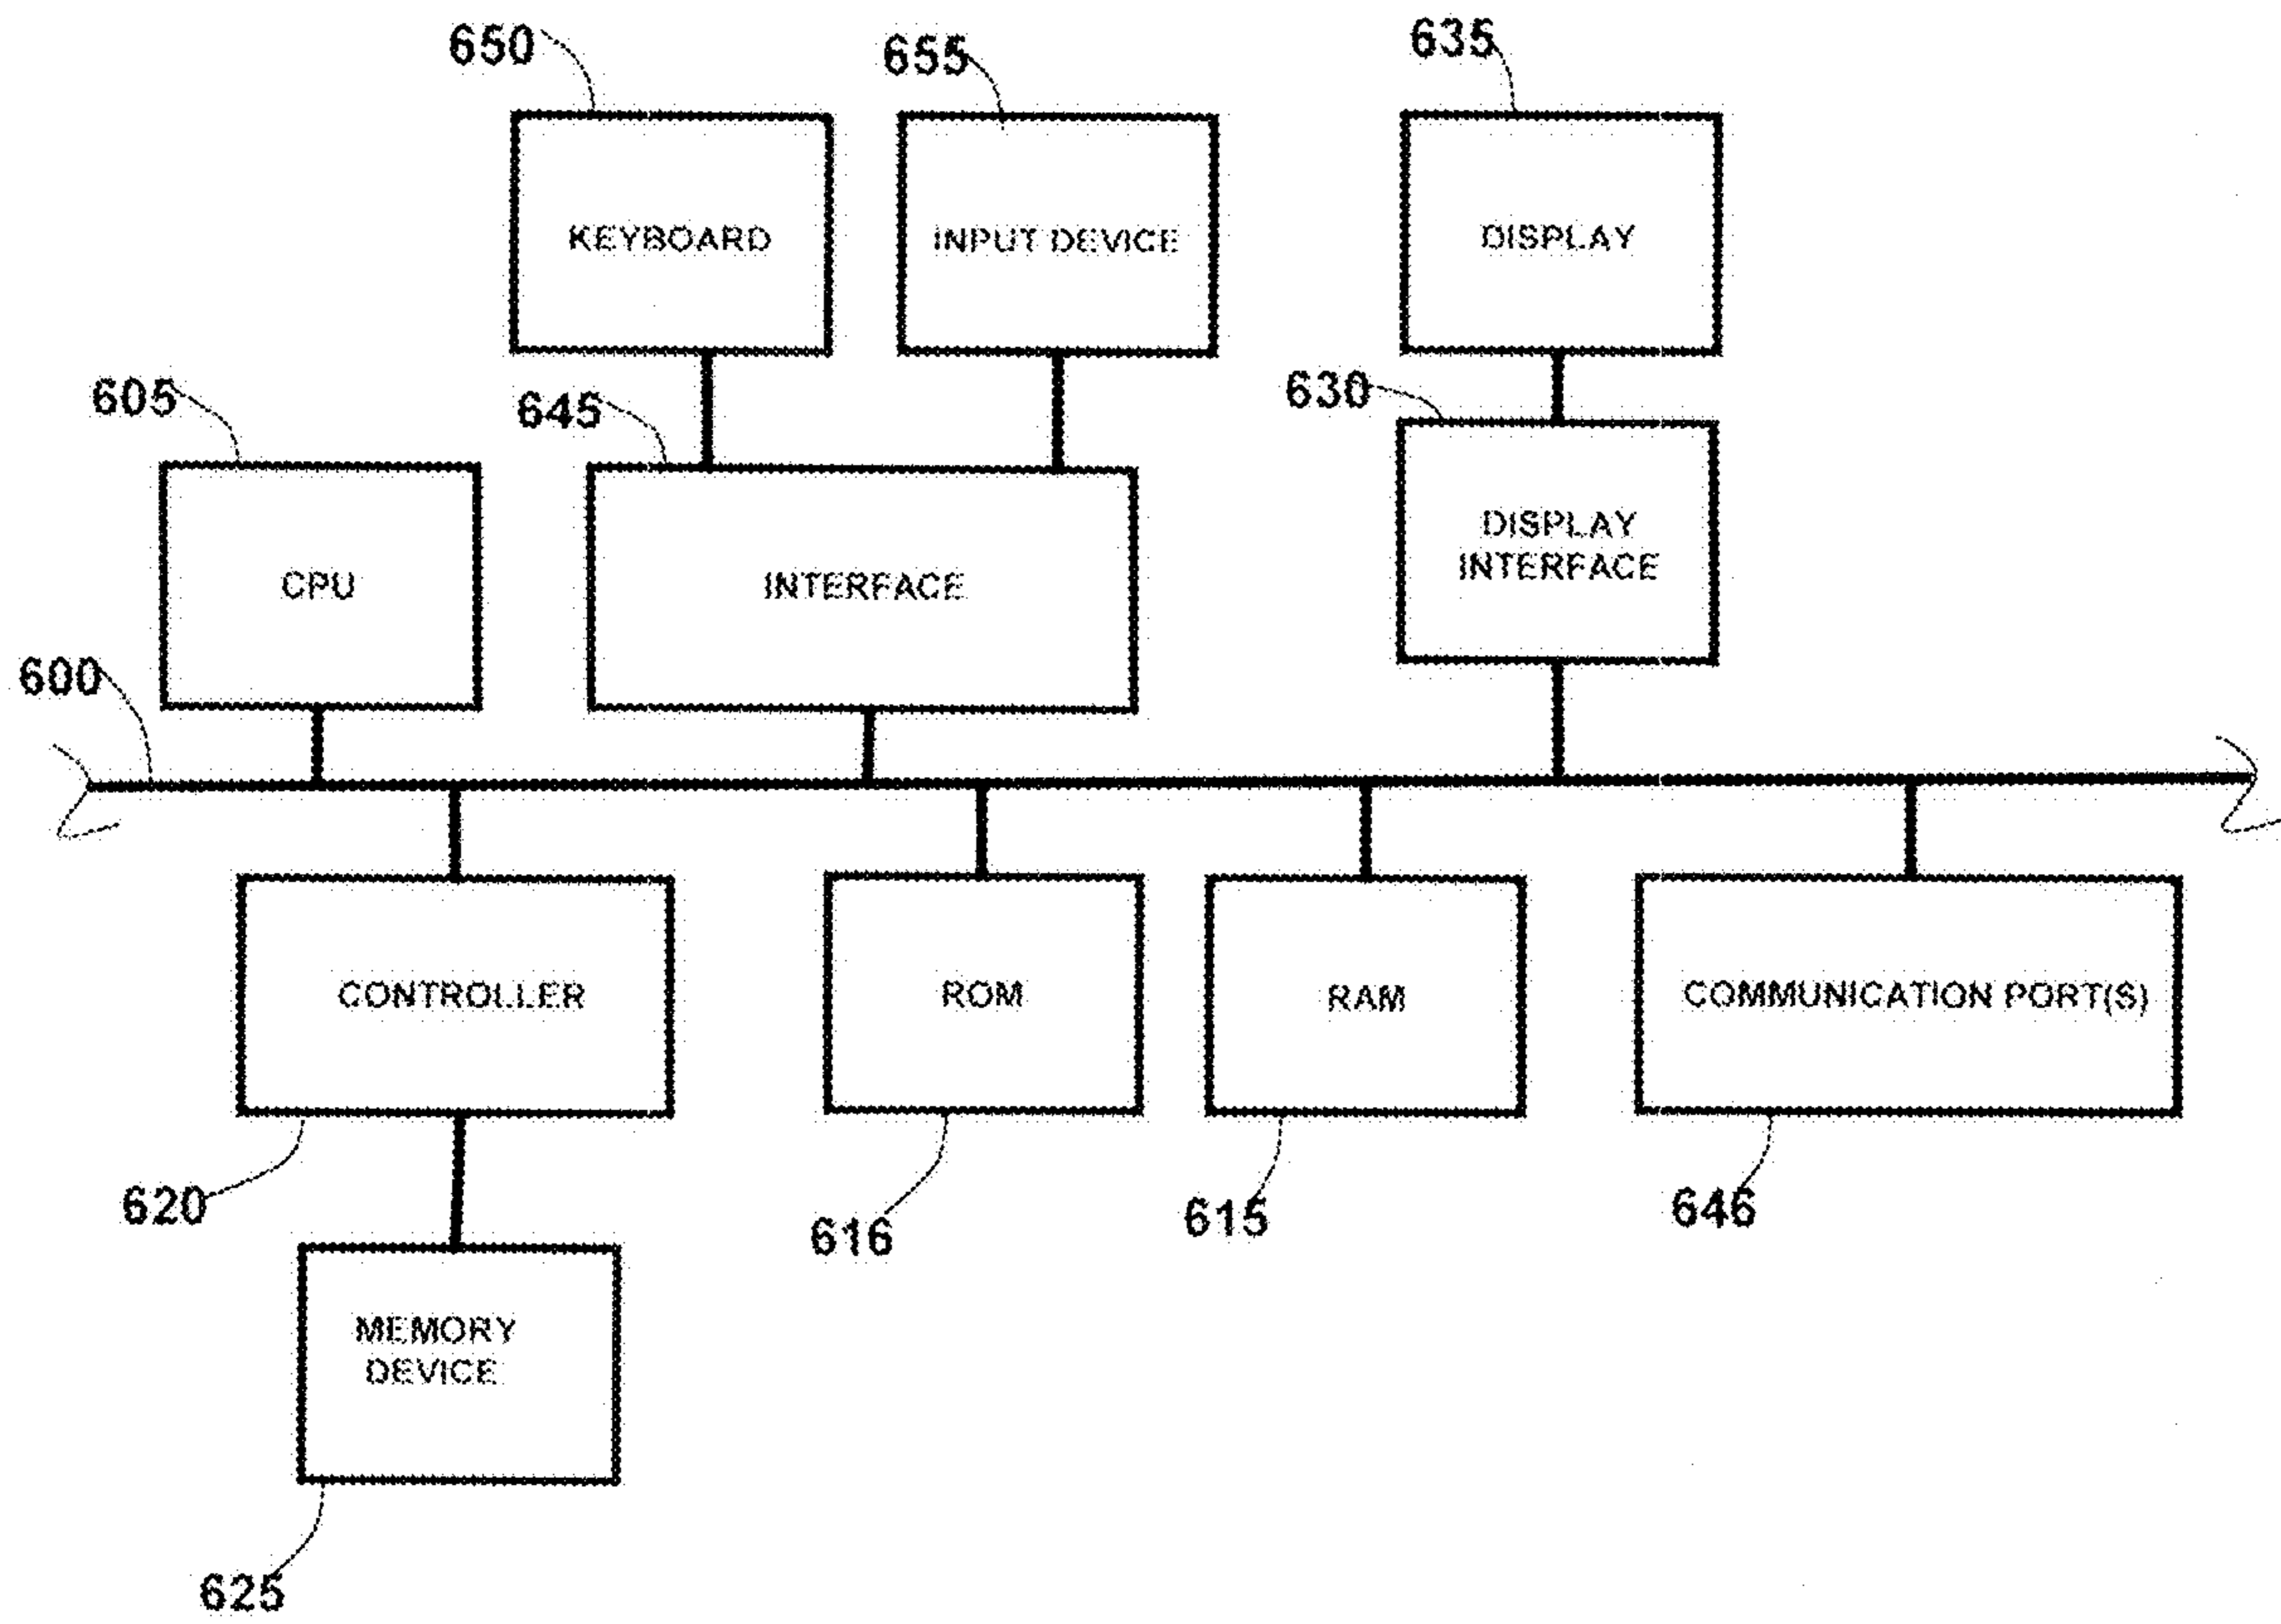 650
655
635
KEYBOARD
INPUT DEVICE
DISPLAY
605
645
630
CPU
INTERFACE
DISPLAY
INTERFACE
600
CONTROLLER
ROM
RAM
COMMUNICATION PORT(S)
620
616
615
646
MEMORY
DEVICE
625